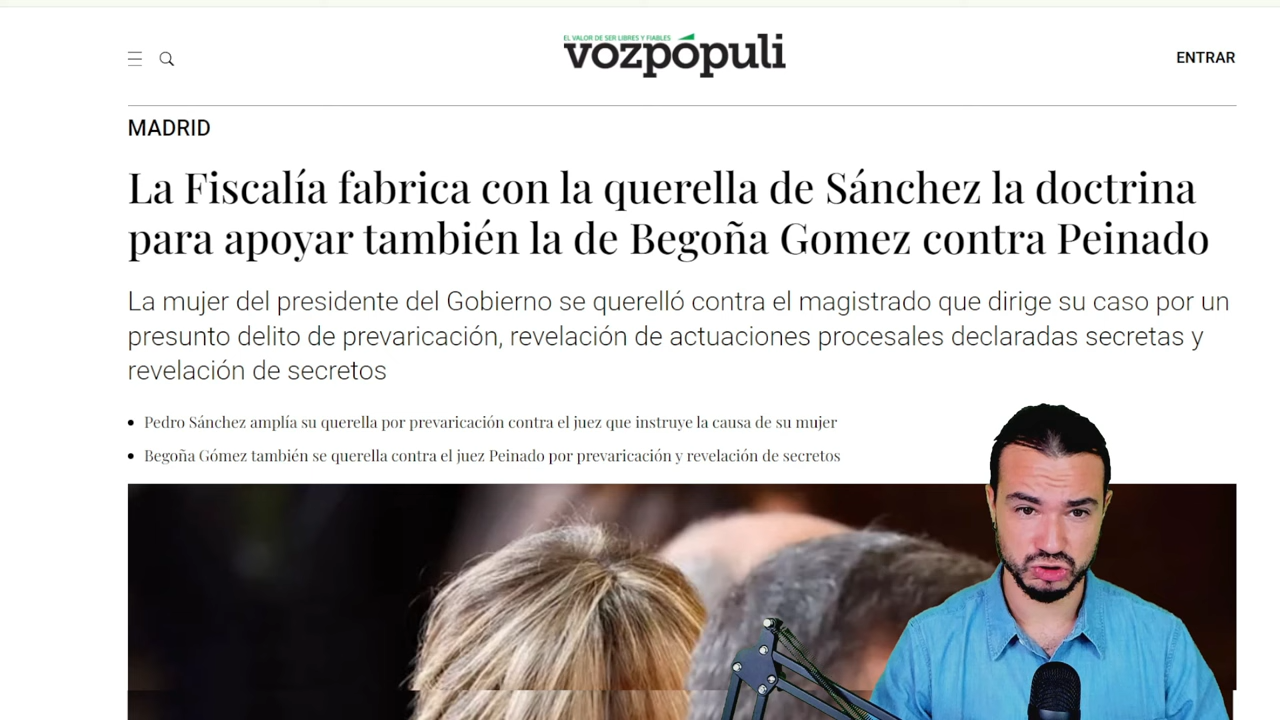 EL VALOR DE SER LIBRES Y FIABLES
vozpópuli
ENTRAR
MADRID
La Fiscalía fabrica con la querella de Sánchez la doctrina
para apoyar también la de Begoña Gomez contra Peinado
La mujer del presidente del Gobierno se querelló contra el magistrado que dirige su caso por un
presunto delito de prevaricación, revelación de actuaciones procesales declaradas secretas y
revelación de secretos
Pedro Sánchez amplía su querella por prevaricación contra el juez que instruye la causa de su mujer
Begoña Gómez también se querella contra el juez Peinado por prevaricación y revelación de secretos